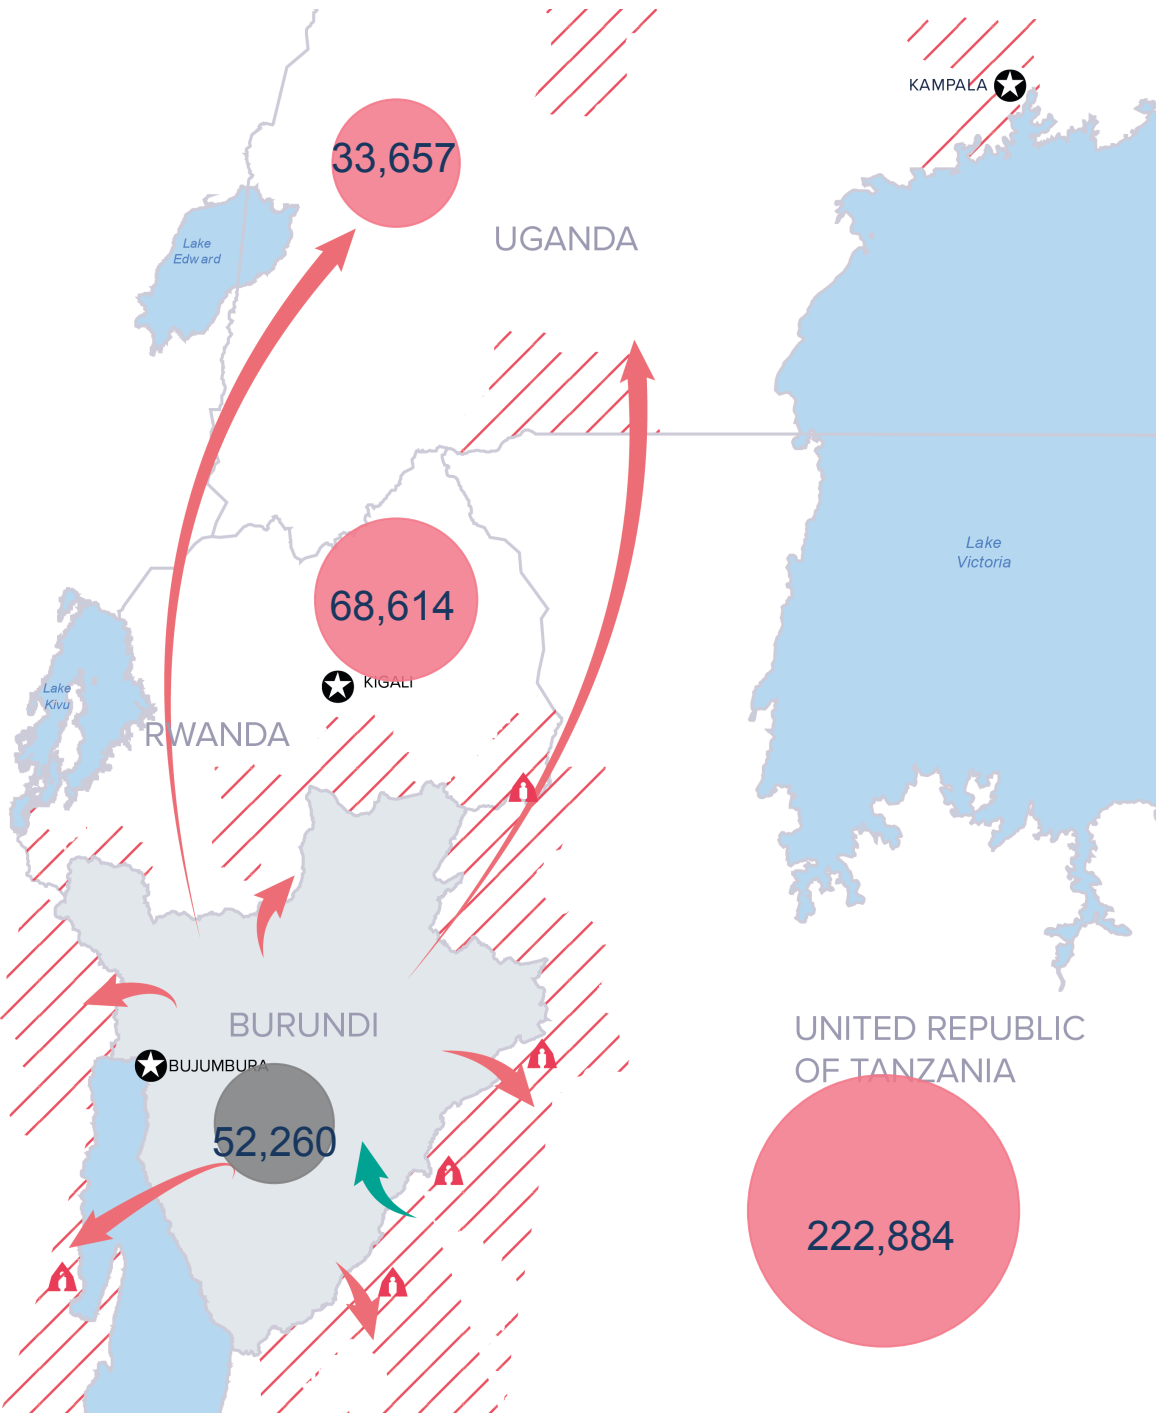 KAMPALA
33,657
UGANDA
Lake
Edward
Lake
Victoria
68,614
KIGALI
Lake
Kivu
RWANDA
BURUNDI
UNITED REPUBLIC
OF TANZANIA
BUJUMBURA
52,260
222,884